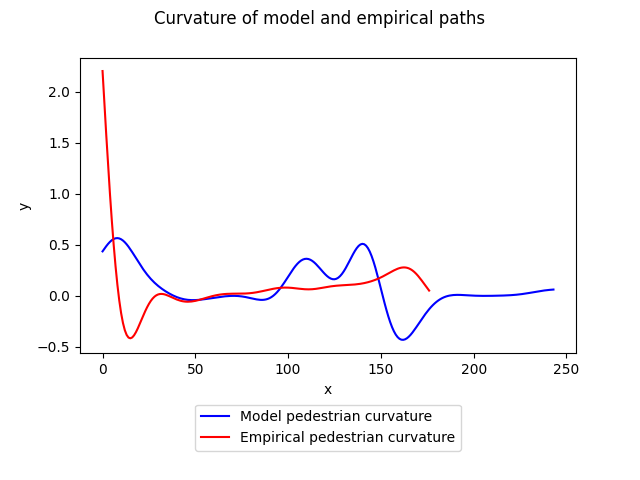 Curvature of model and empirical paths
2.0
1.5
1.0
0.5
0.0
−0.5
y
0
50
100
150
200
250
x
Model pedestrian curvature
Empirical pedestrian curvature